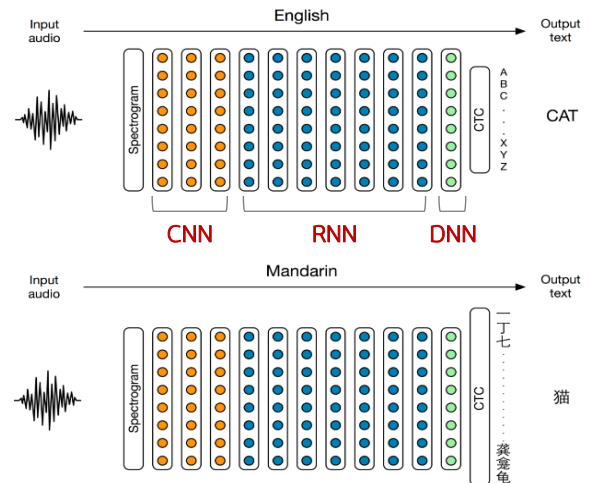 English
Input
audio
Output
text
Spectrogram
CTC
A
B
C
.
.
.
X
Y
Z
CAT
CNN
RNN
DNN
Mandarin
Input
audio
Output
text
Spectrogram
CTC
一
丁
七
龚
龛
龟
猫